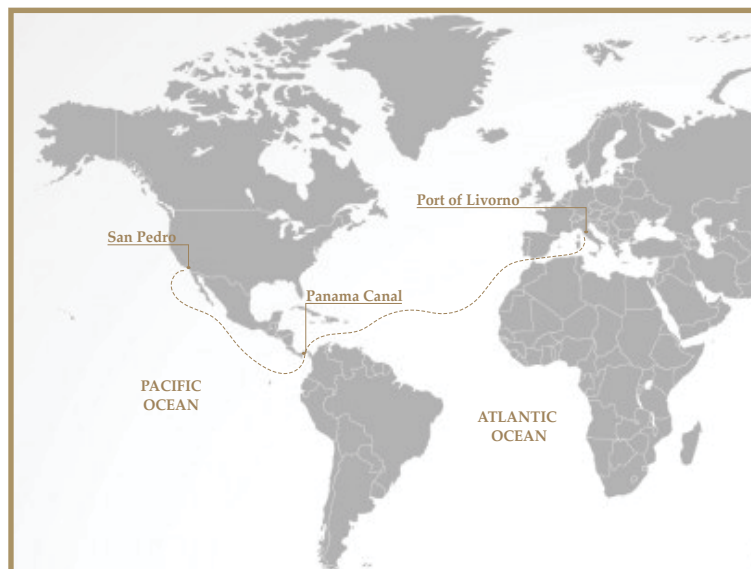 Port of Livorno
San Pedro
Panama Canal
PACIFIC
OCEAN
ATLANTIC
OCEAN